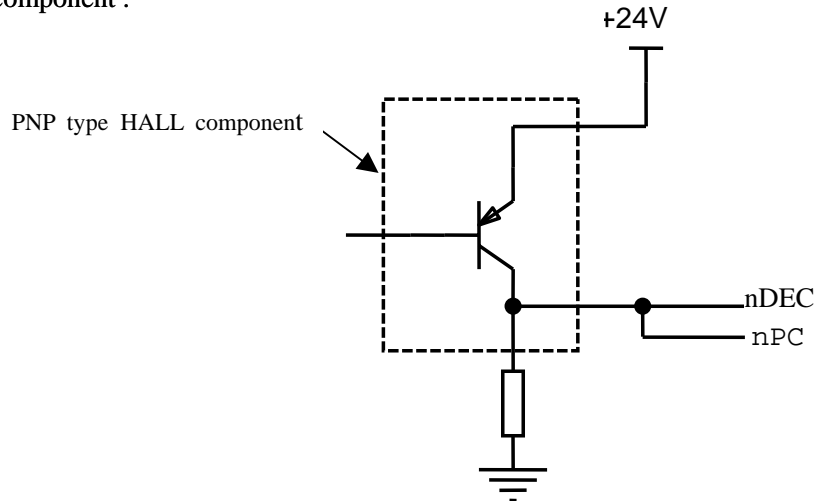 component :
+24V
PNP type HALL component
nDEC
nPC